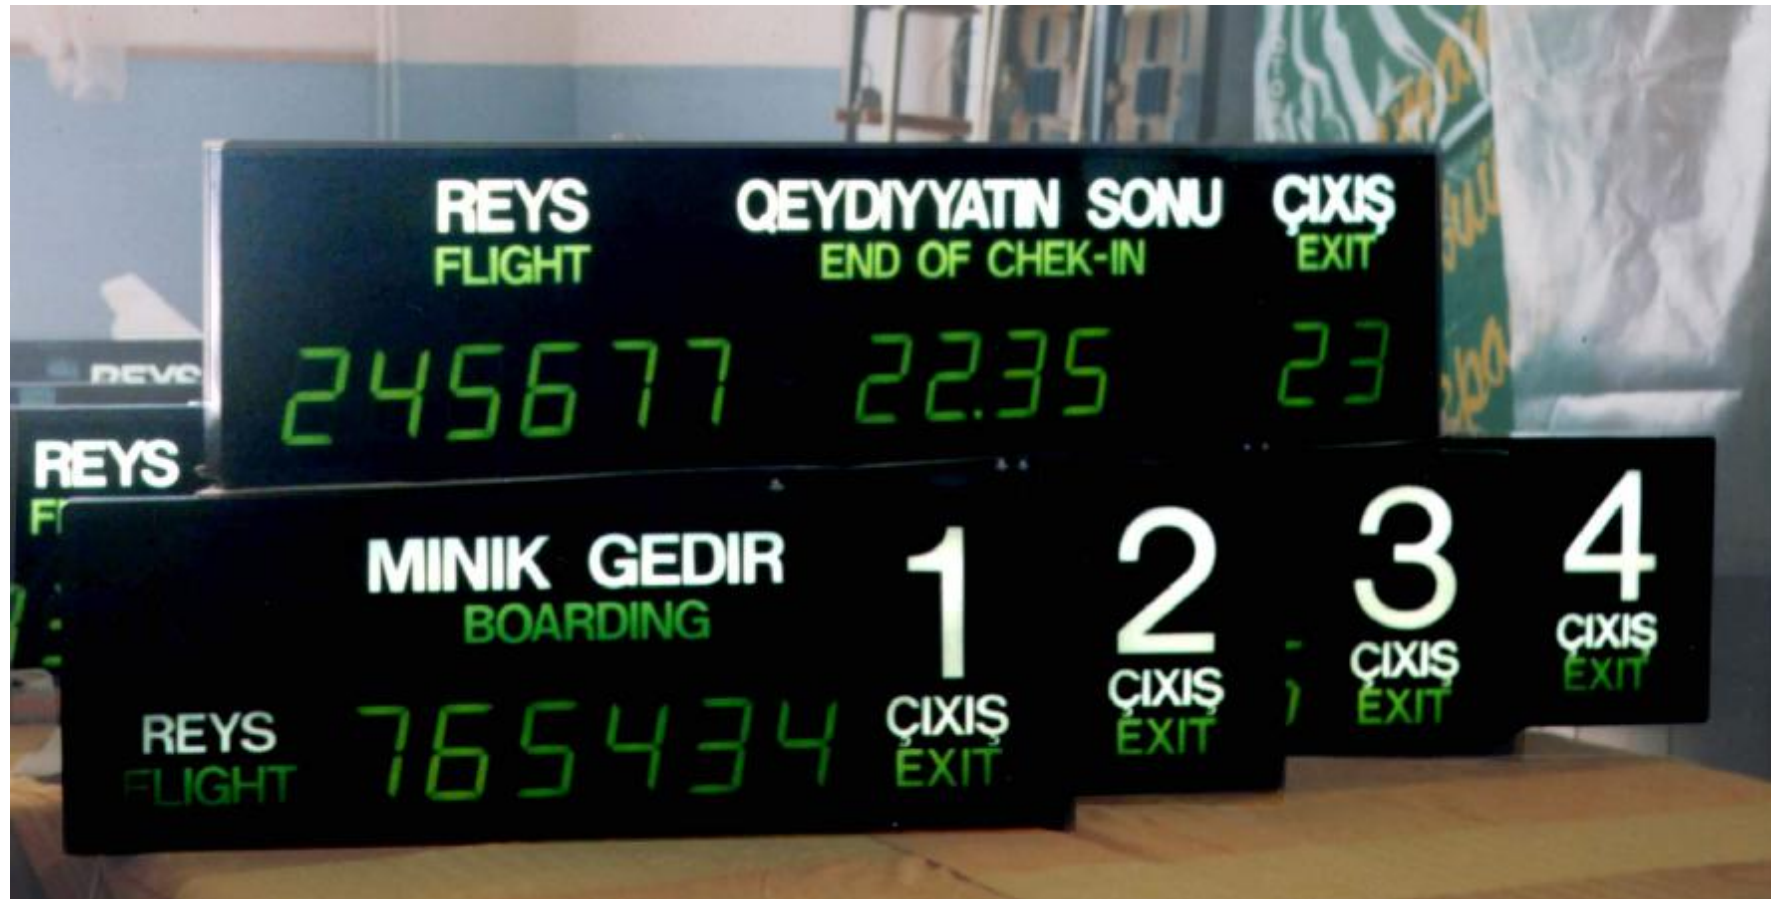 REYS QEYDIYYATIN SONU ÇIXIŞ
FLIGHT END OF CHEK-IN EXIT
245677 22.35 23
REYS
REYS
MINIK GEDIR
BOARDING
REYS 765434
FLIGHT
1
ÇIXIŞ
EXIT
2
ÇIXIŞ
EXIT
3
ÇIXIŞ
EXIT
4
ÇIXIŞ
EXIT